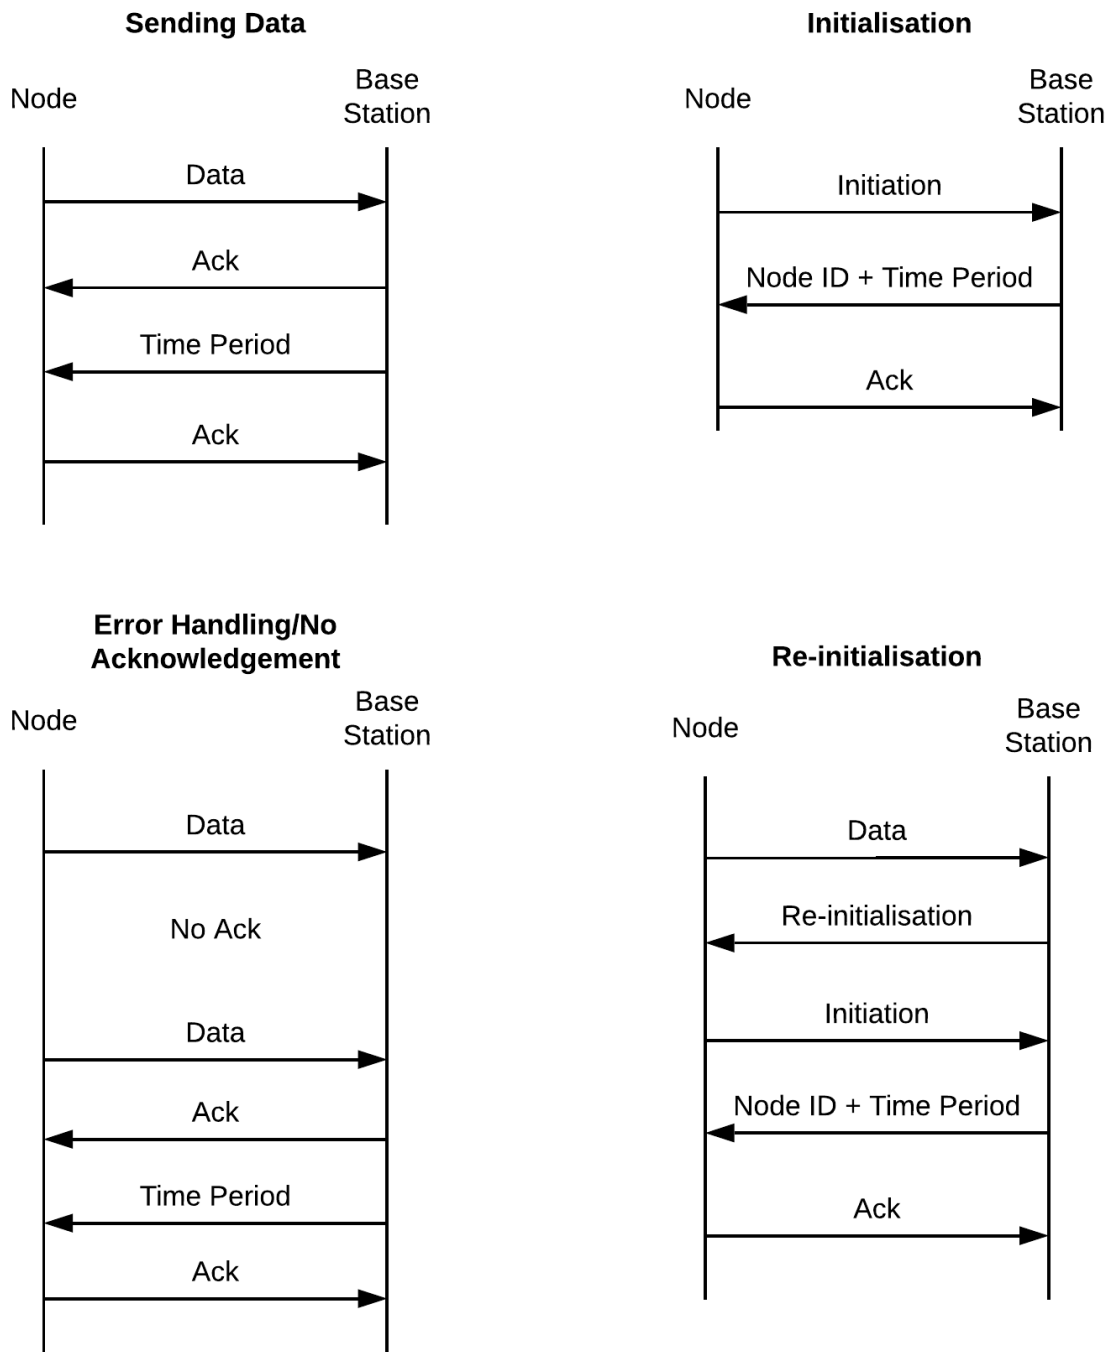 Sending Data
Node
Base
Station
Data
Ack
Time Period
Ack
Initialisation
Node
Base
Station
Initiation
Node ID + Time Period
Ack
Error Handling/No
Acknowledgement
Node
Base
Station
Data
No Ack
Data
Ack
Time Period
Ack
Re-initialisation
Node
Base
Station
Data
Re-initialisation
Initiation
Node ID + Time Period
Ack